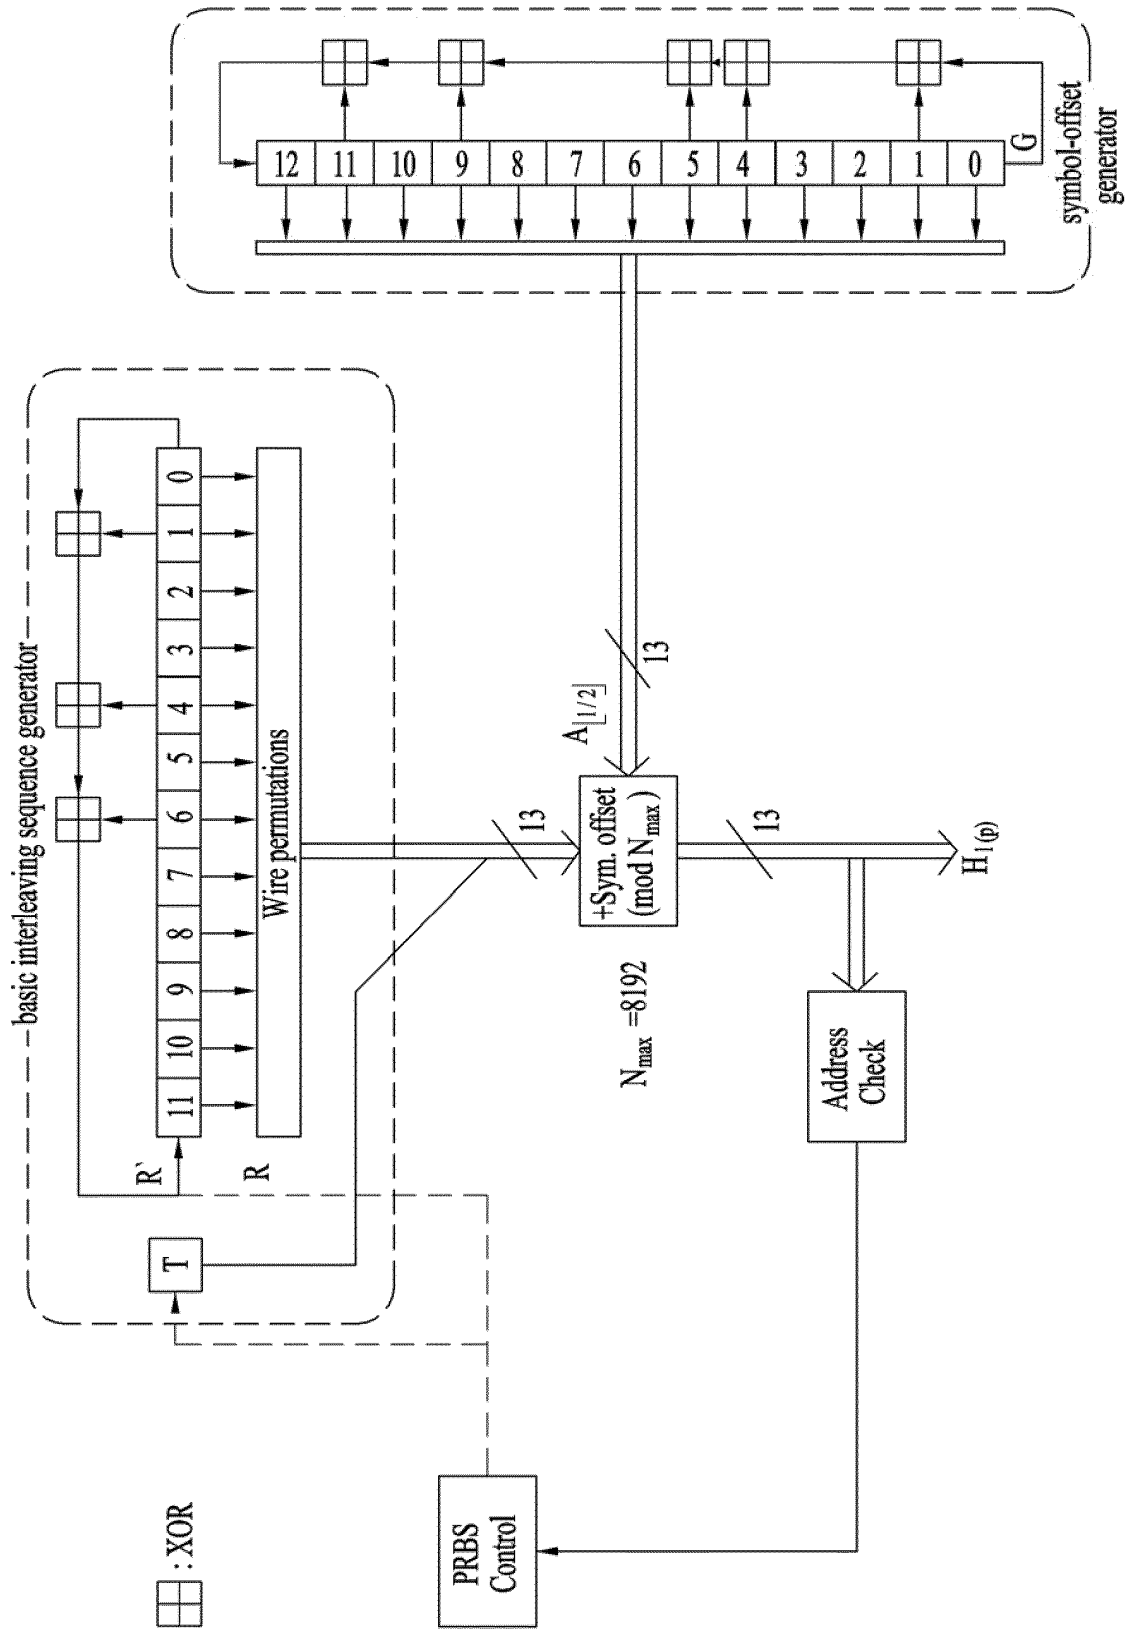 basic interleaving sequence generator
R`
11 10 9 8 7 6 5 4 3 2 1 0
R
Wire permutations
T
: XOR
PRBS
Control
13
+Sym. offset
(mod Nmax)
Nmax =8192
A⌊1/2⌋
13
13
H1(p)
Address
Check
12 11 10 9 8 7 6 5 4 3 2 1 0
G
symbol-offset
generator